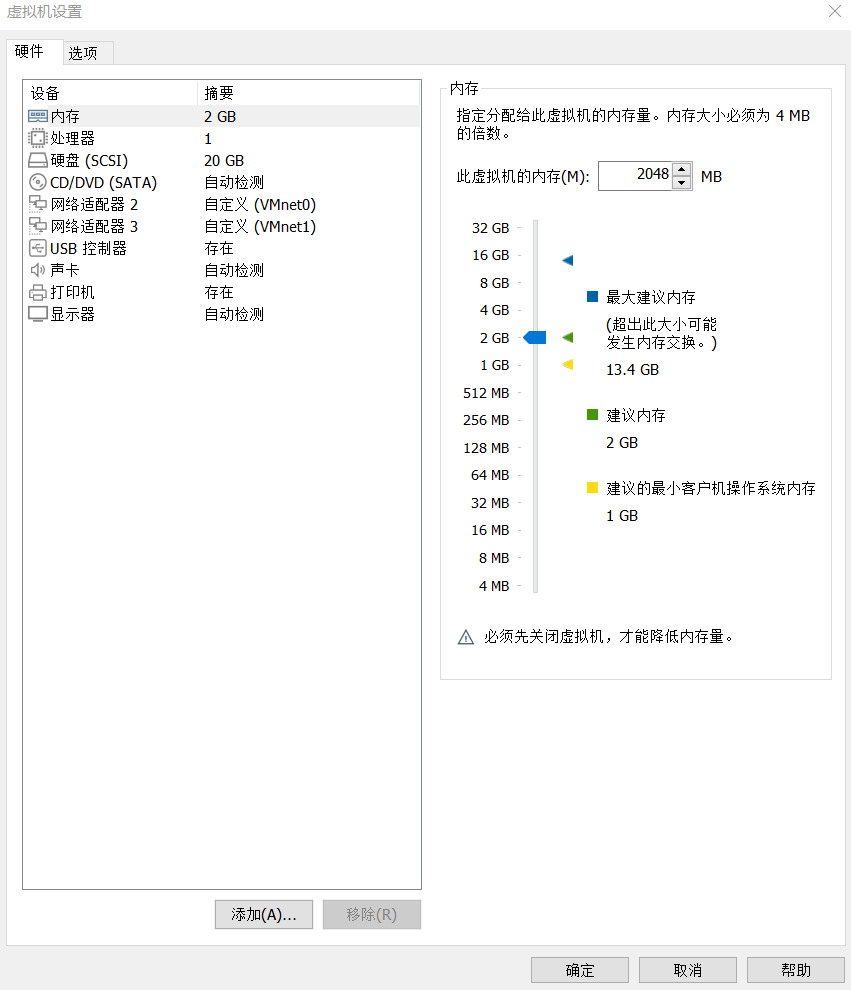 虚拟机设置
硬件 选项
设备 摘要
内存 2 GB
处理器 1
硬盘 (SCSI) 20 GB
CD/DVD (SATA) 自动检测
网络适配器 2 自定义 (VMnet0)
网络适配器 3 自定义 (VMnet1)
USB 控制器 存在
声卡 自动检测
打印机 存在
显示器 自动检测
添加(A)... 移除(R)
内存
指定分配给此虚拟机的内存量。内存大小必须为 4 MB
的倍数。
此虚拟机的内存(M): 2048 MB
32 GB
16 GB
8 GB
4 GB
2 GB
1 GB
512 MB
256 MB
128 MB
64 MB
32 MB
16 MB
8 MB
4 MB
最大建议内存
(超出此大小可能
发生内存交换。)
13.4 GB
建议内存
2 GB
建议的最小客户机操作系统内存
1 GB
必须先关闭虚拟机，才能降低内存量。
确定 取消 帮助